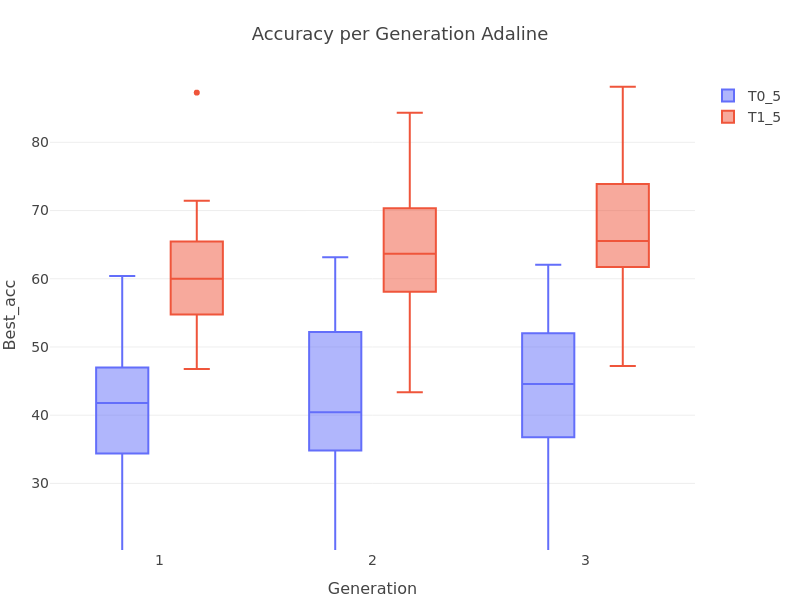 Accuracy per Generation Adaline
T0_5
T1_5
80
70
60
50
40
30
Best_acc
1
2
3
Generation